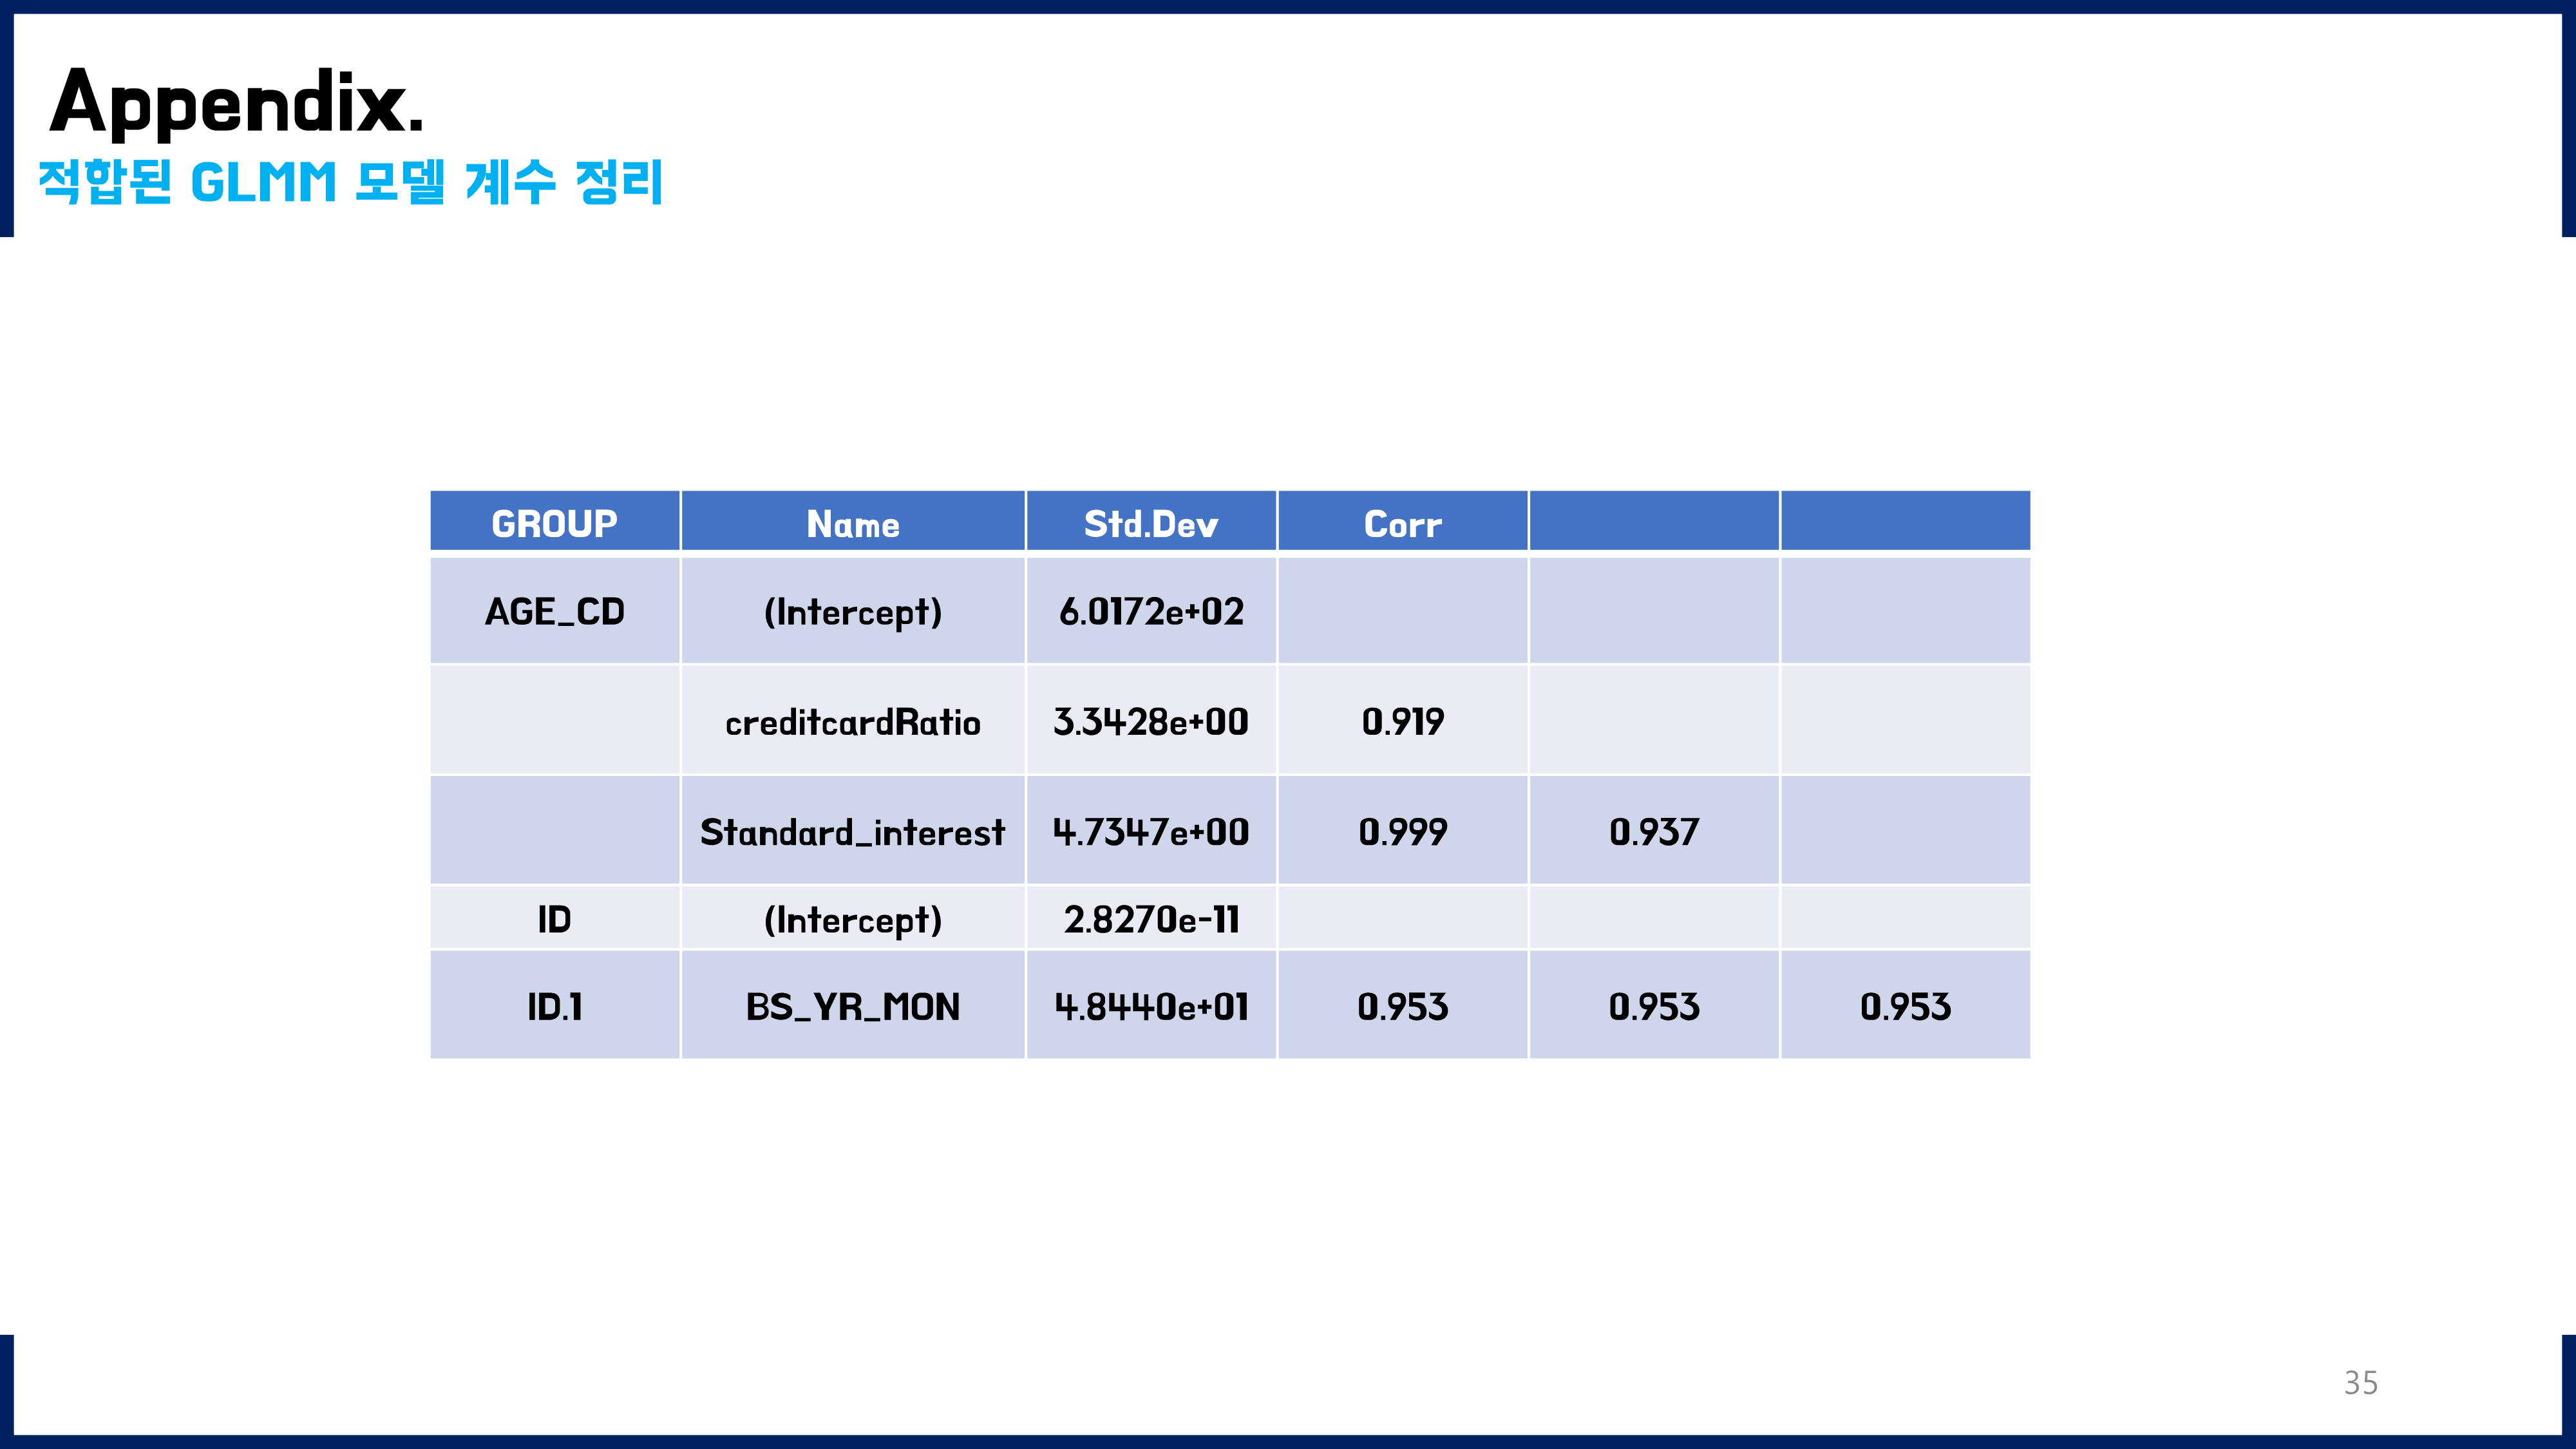 Appendix.
적합된 GLMM 모델 계수 정리
GROUP Name Std.Dev Corr
AGE_CD (Intercept) 6.0172e+02
creditcardRatio 3.3428e+00 0.919
Standard_interest 4.7347e+00 0.999 0.937
ID (Intercept) 2.8270e-11
ID.1 BS_YR_MON 4.8440e+01 0.953 0.953 0.953
35